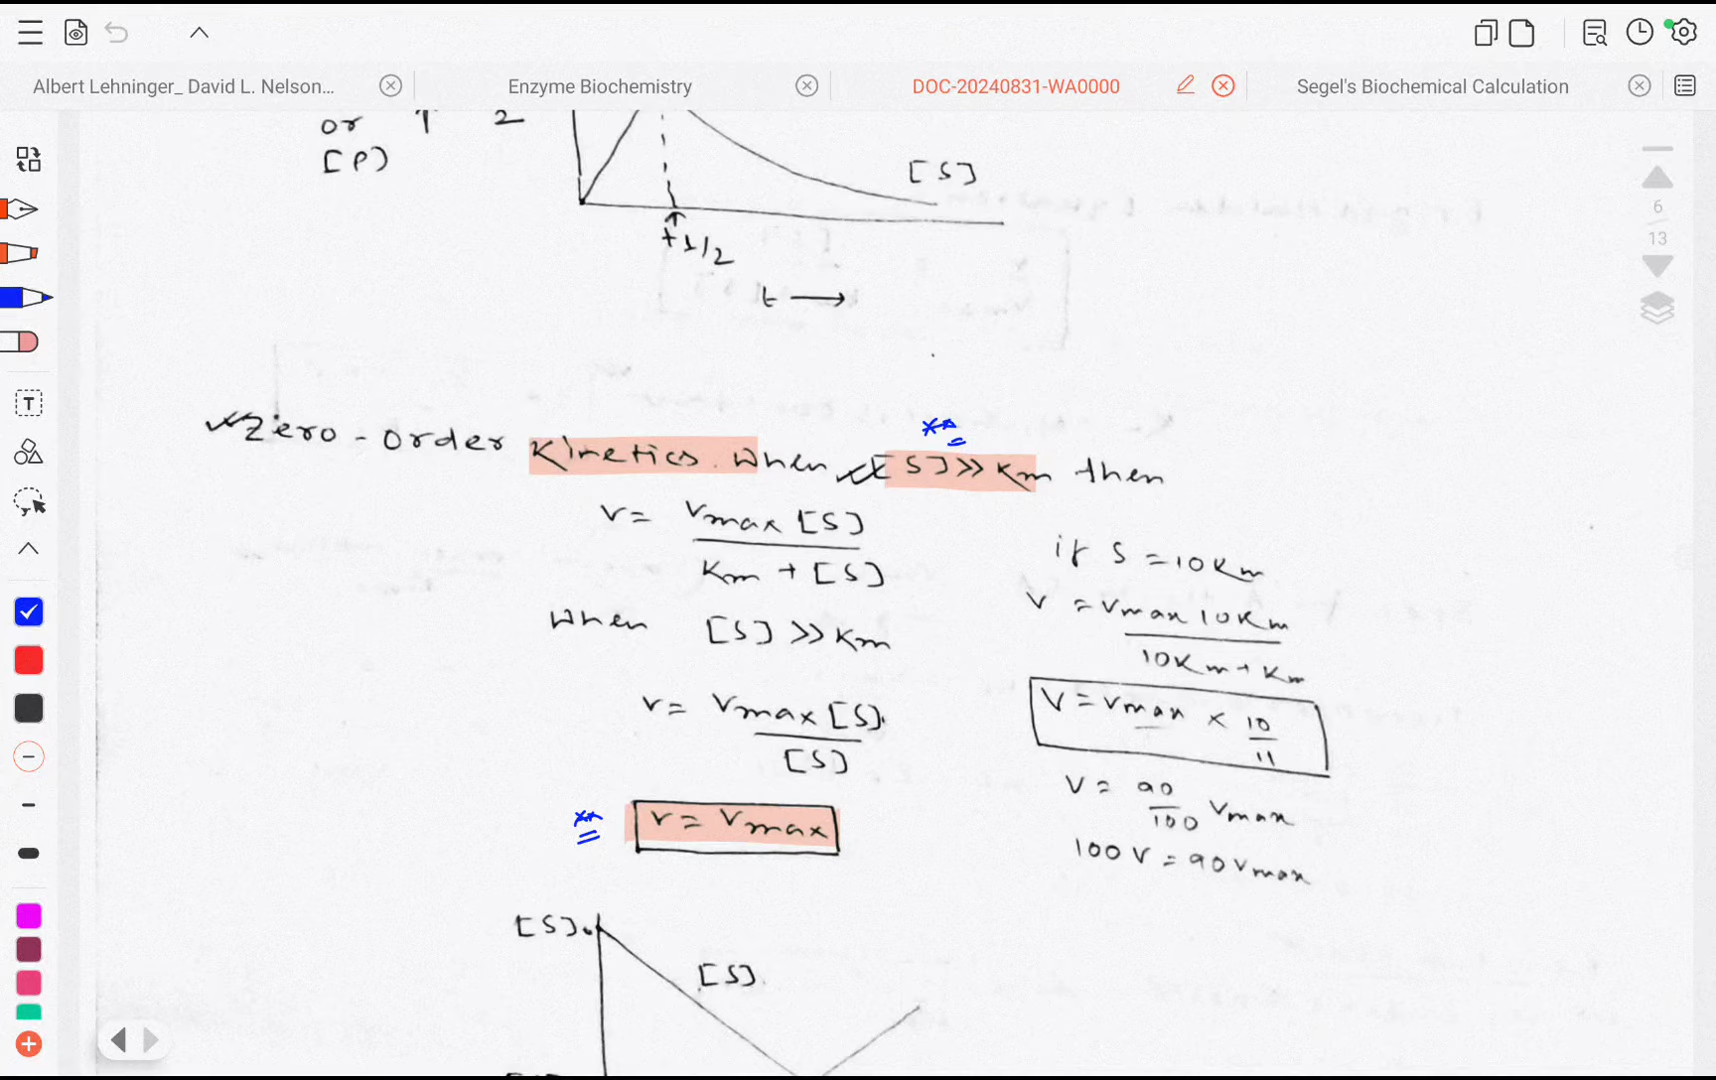 Albert Lehninger_ David L. Nelson...
Enzyme Biochemistry
DOC-20240831-WA0000
Segel's Biochemical Calculation
6
13
T
or ↑ 2
[P)
[S]
t1/2
t →
Zero-order Kinetics. When [S] >> Km then
v = Vmax [S]
Km + [S]
When [S] >> Km
v = Vmax [S].
[S]
v = Vmax
if S = 10Km
V = Vmax 10Km
10Km + Km
V = Vmax × 10
11
V = 90
100 Vmax
100 V = 90 Vmax
[S].
[S].